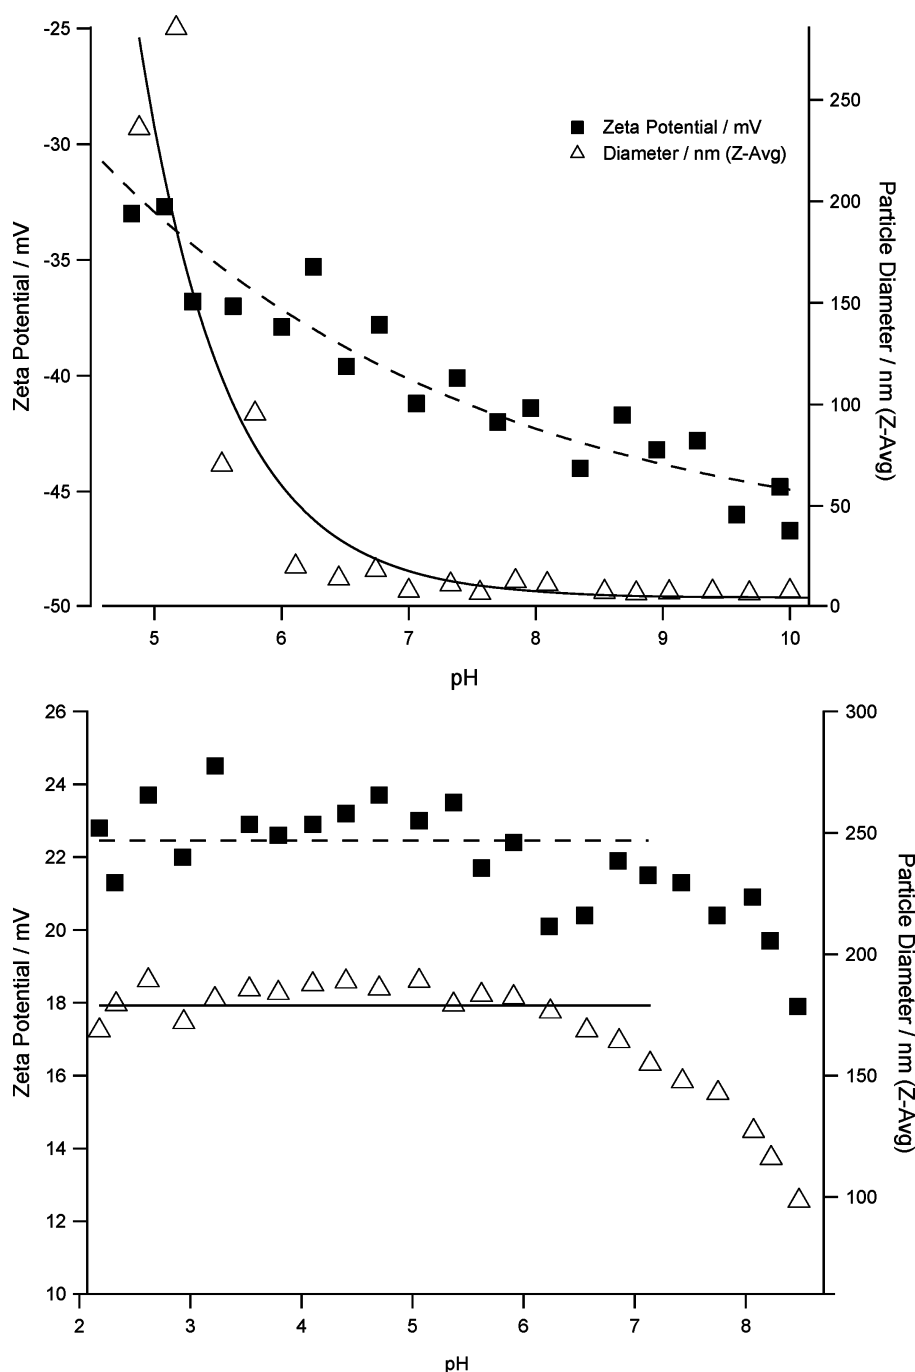 -25
-30
-35
-40
-45
-50
Zeta Potential / mV
Zeta Potential / mV
Diameter / nm (Z-Avg)
250
200
150
100
50
0
Particle Diameter / nm (Z-Avg)
5 6 7 8 9 10
pH
26
24
22
20
18
16
14
12
10
Zeta Potential / mV
300
250
200
150
100
Particle Diameter / nm (Z-Avg)
2 3 4 5 6 7 8
pH